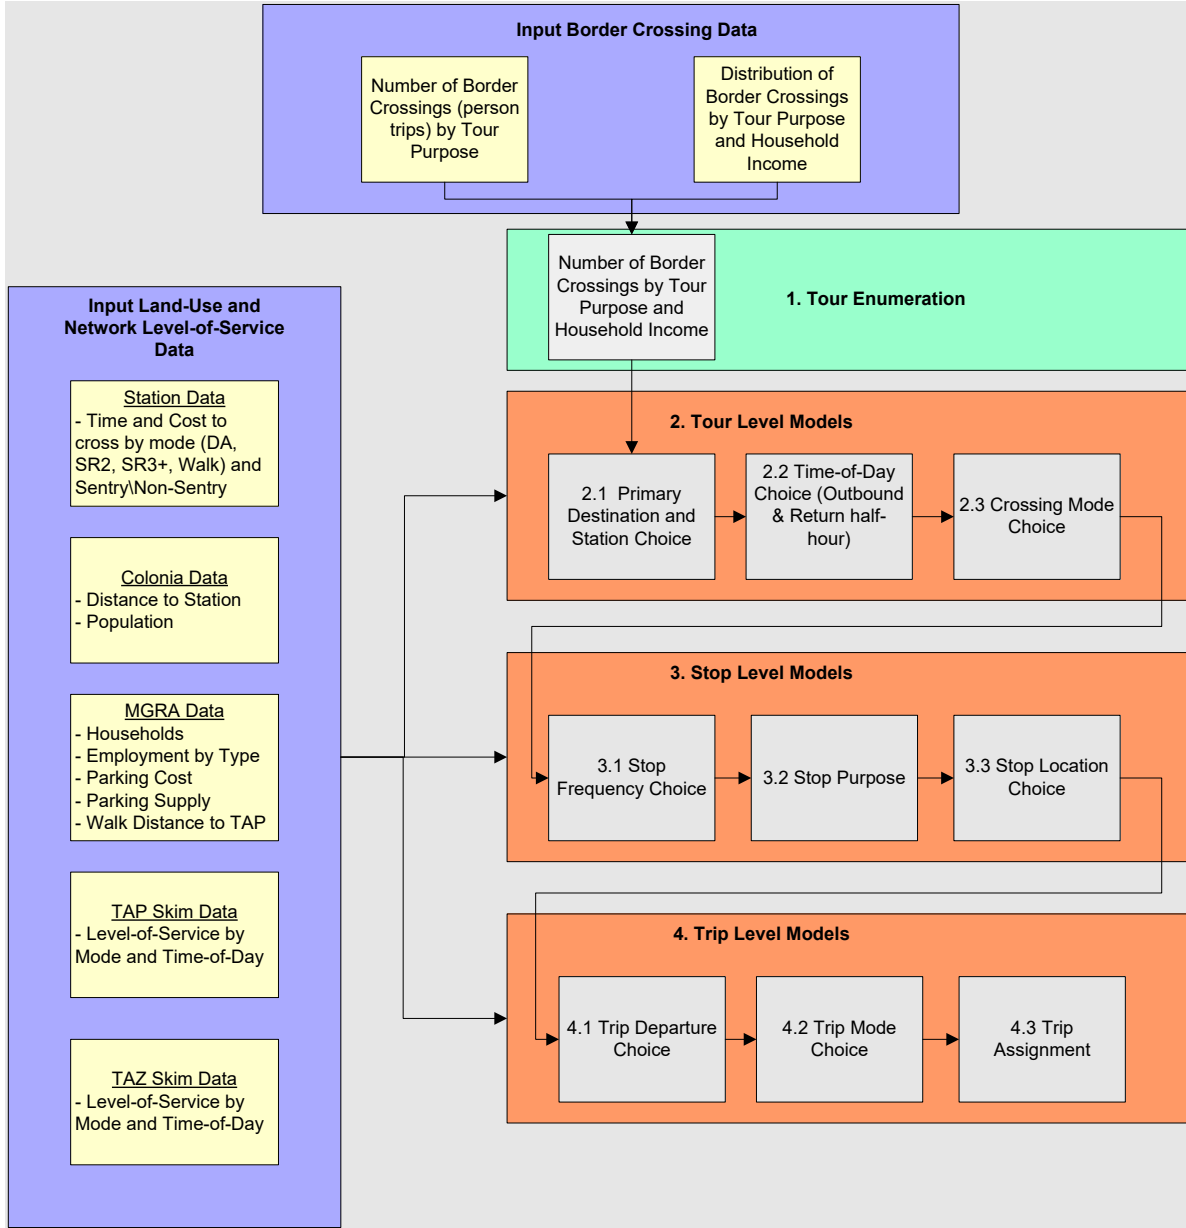 Input Border Crossing Data
Number of Border
Crossings (person
trips) by Tour
Purpose
Distribution of
Border Crossings
by Tour Purpose
and Household
Income
Number of Border
Crossings by Tour
Purpose and
Household Income
1. Tour Enumeration
Input Land-Use and
Network Level-of-Service
Data
Station Data
- Time and Cost to
cross by mode (DA,
SR2, SR3+, Walk) and
Sentry\Non-Sentry
Colonia Data
- Distance to Station
- Population
MGRA Data
- Households
- Employment by Type
- Parking Cost
- Parking Supply
- Walk Distance to TAP
TAP Skim Data
- Level-of-Service by
Mode and Time-of-Day
TAZ Skim Data
- Level-of-Service by
Mode and Time-of-Day
2. Tour Level Models
2.1 Primary
Destination and
Station Choice
2.2 Time-of-Day
Choice (Outbound
& Return half-
hour)
2.3 Crossing Mode
Choice
3. Stop Level Models
3.1 Stop
Frequency Choice
3.2 Stop Purpose
3.3 Stop Location
Choice
4. Trip Level Models
4.1 Trip Departure
Choice
4.2 Trip Mode
Choice
4.3 Trip
Assignment